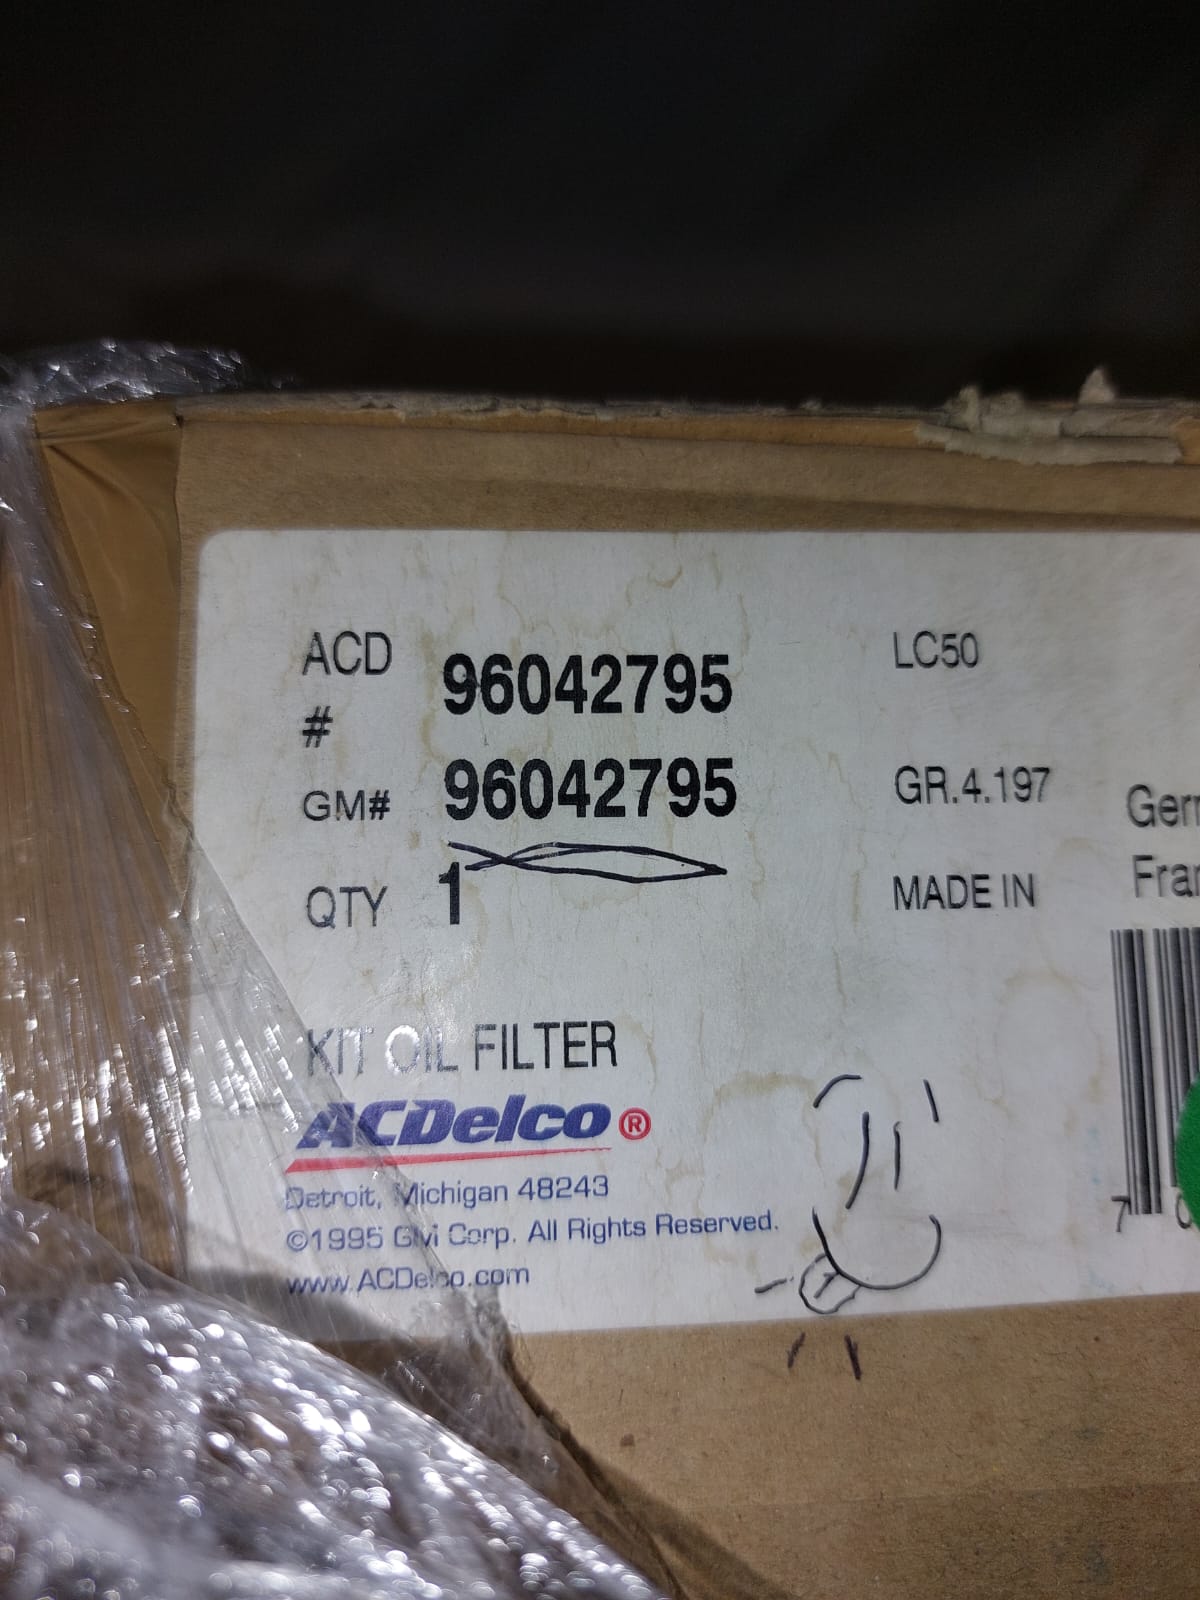 ACD # 96042795 LC50
GM# 96042795 GR.4.197
QTY 1 MADE IN
KIT OIL FILTER
ACDelco ®
Detroit, Michigan 48243
©1995 GM Corp. All Rights Reserved.
www.ACDelco.com
7